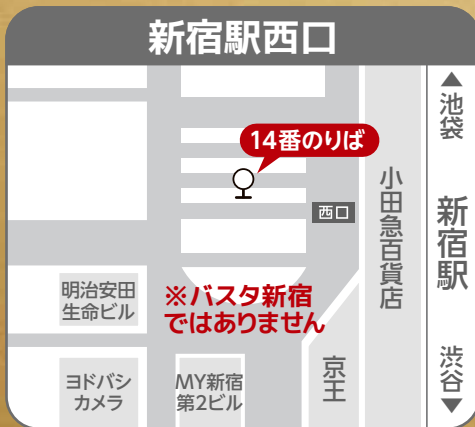 新宿駅西口
▲
池袋
新宿駅
渋谷
▼
14番のりば
小田急百貨店
西口
※バスタ新宿
ではありません
明治安田
生命ビル
京王
ヨドバシ
カメラ
MY新宿
第2ビル